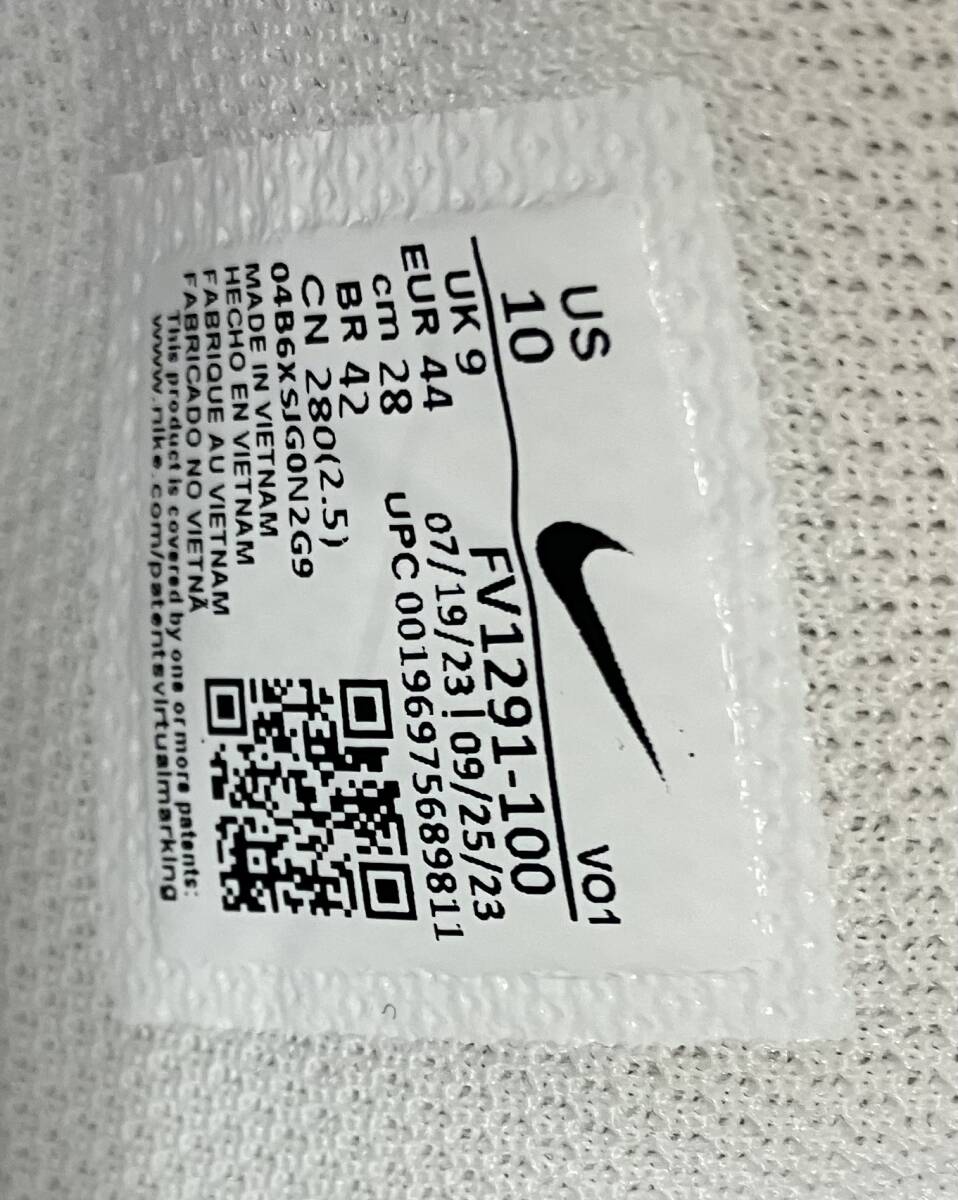 US
10
VO1
UK 9
EUR 44
cm 28
BR 42
CN 280(2.5)
FV1291-100
07/19/23 | 09/25/23
UPC 00196975689811
04B6XSJG0N2G9
MADE IN VIETNAM
HECHO EN VIETNAM
FABRIQUE AU VIETNAM
FABRICADO NO VIETNÃ
This product is covered by one or more patents:
www.nike.com/patentsvirtualmarking